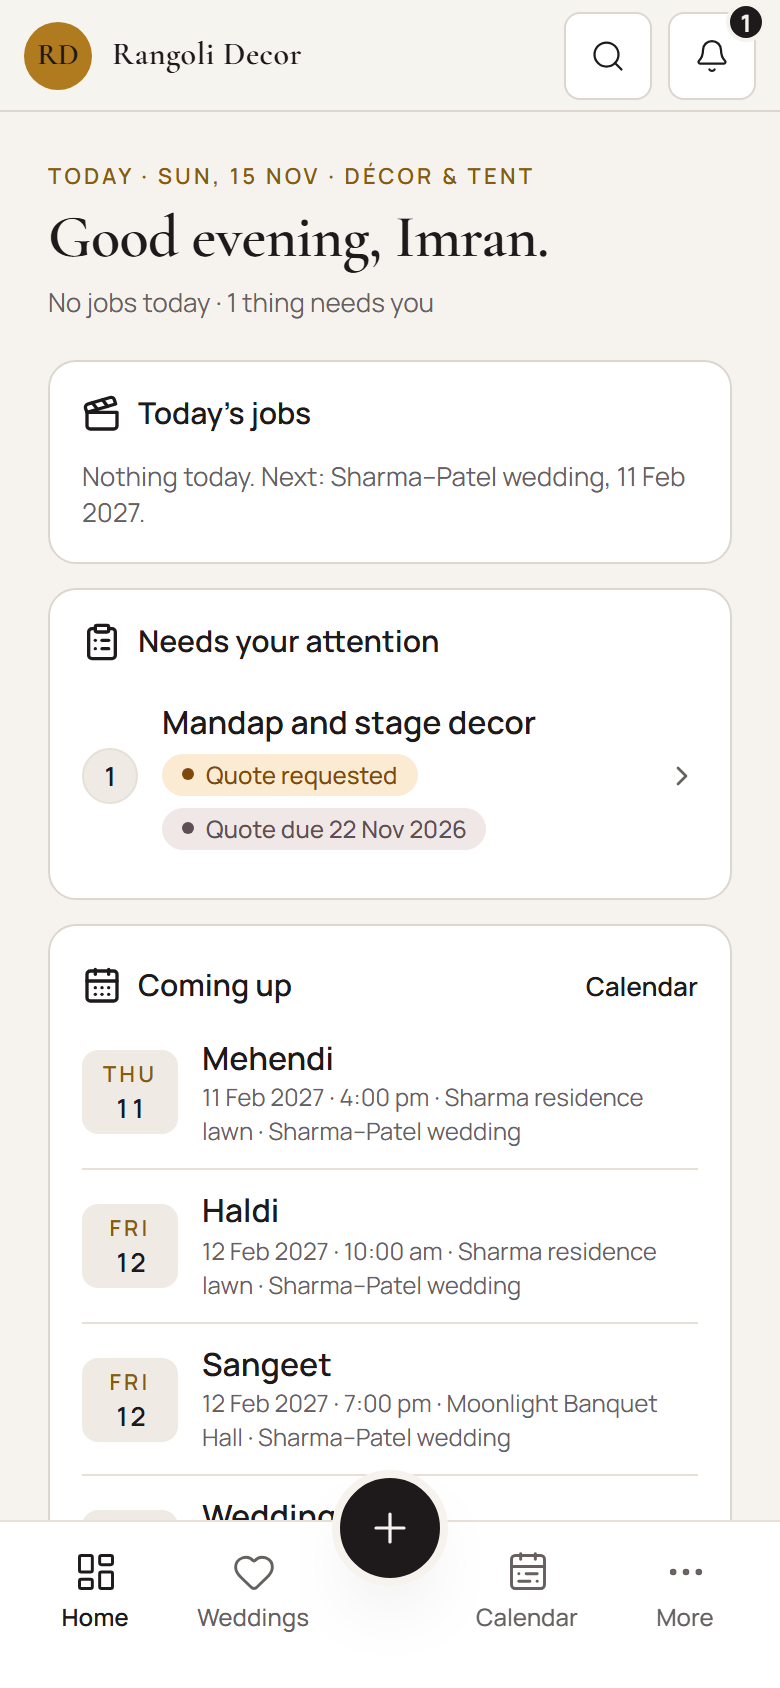 RD Rangoli Decor 1
TODAY · SUN, 15 NOV · DÉCOR & TENT
Good evening, Imran.
No jobs today · 1 thing needs you
Today’s jobs
Nothing today. Next: Sharma–Patel wedding, 11 Feb
2027.
Needs your attention
Mandap and stage decor
1
Quote requested
Quote due 22 Nov 2026
Coming up Calendar
THU
11
Mehendi
11 Feb 2027 · 4:00 pm · Sharma residence
lawn · Sharma–Patel wedding
FRI
12
Haldi
12 Feb 2027 · 10:00 am · Sharma residence
lawn · Sharma–Patel wedding
FRI
12
Sangeet
12 Feb 2027 · 7:00 pm · Moonlight Banquet
Hall · Sharma–Patel wedding
Wedding
Home Weddings Calendar More